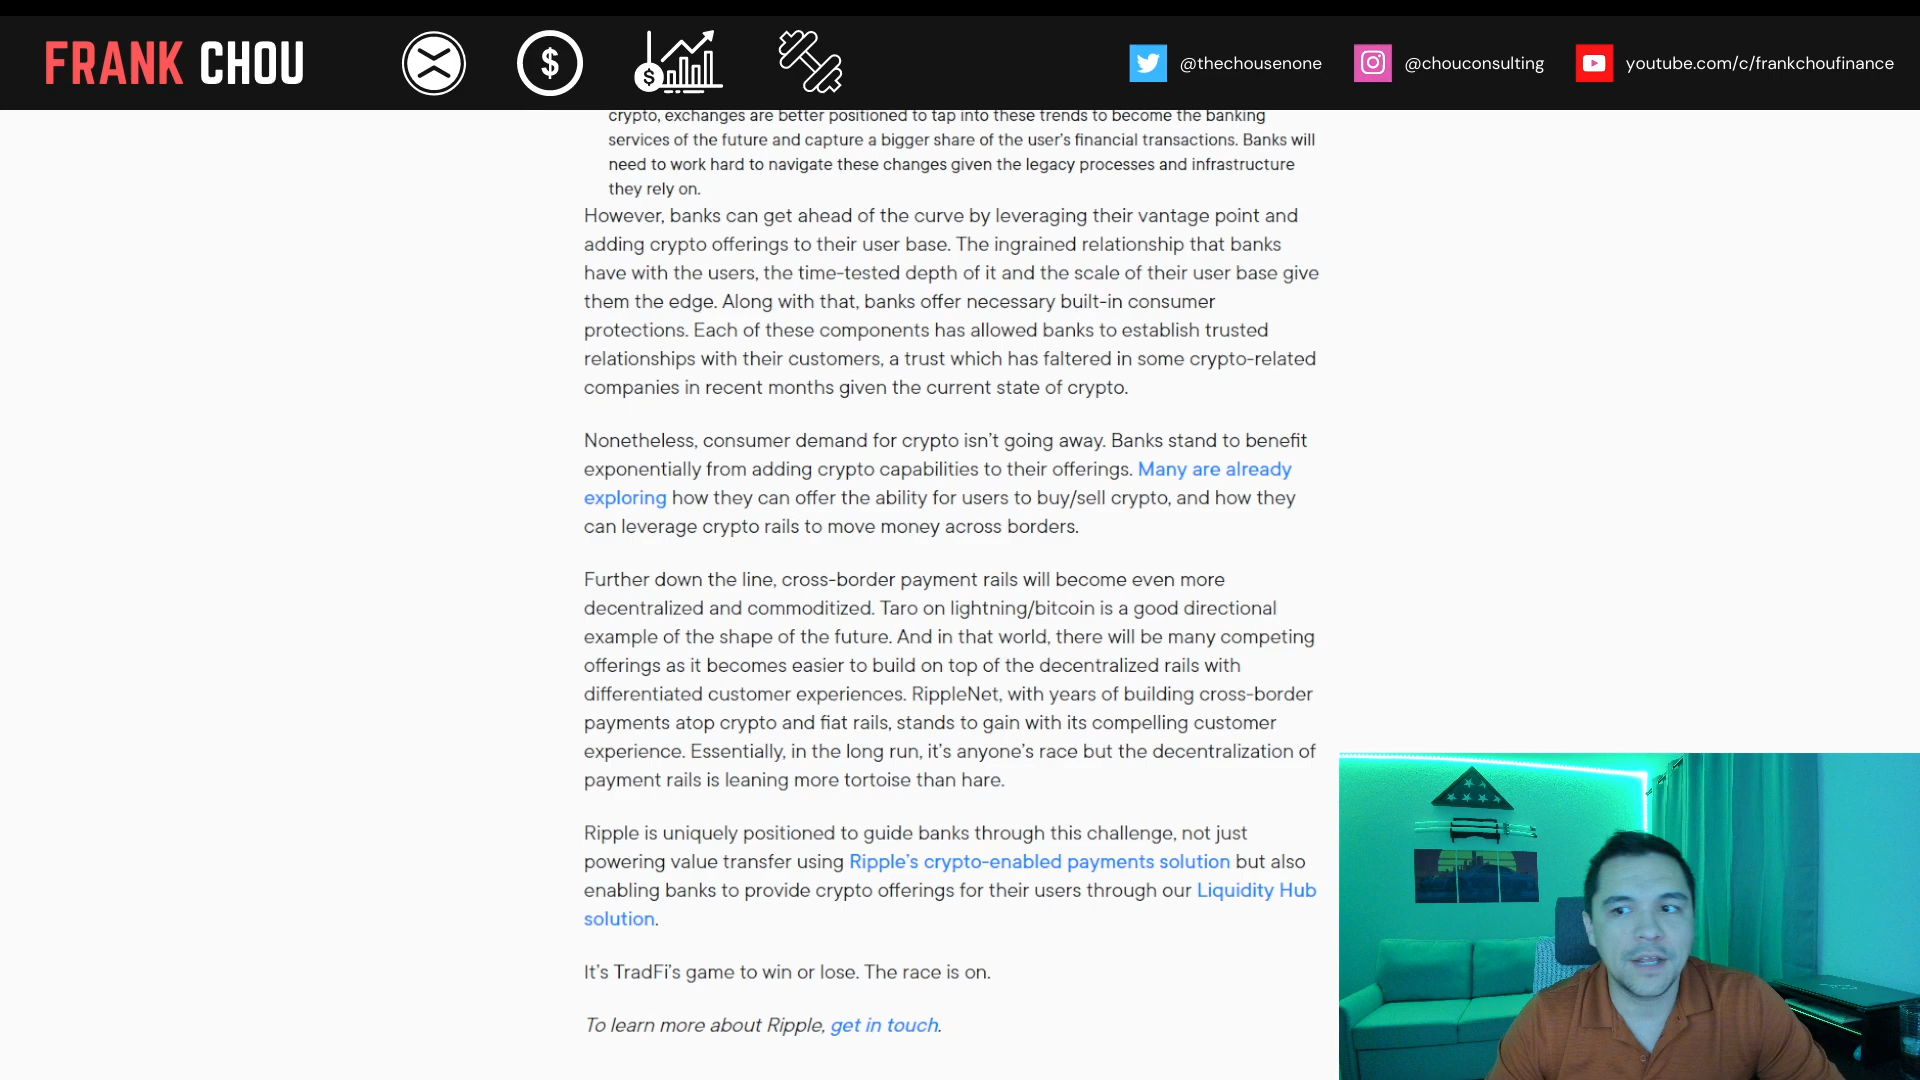 FRANK CHOU
@thechousenone
@chouconsulting
youtube.com/c/frankchoufinance
crypto, exchanges are better positioned to tap into these trends to become the banking
services of the future and capture a bigger share of the user's financial transactions. Banks will
need to work hard to navigate these changes given the legacy processes and infrastructure
they rely on.
However, banks can get ahead of the curve by leveraging their vantage point and
adding crypto offerings to their user base. The ingrained relationship that banks
have with the users, the time-tested depth of it and the scale of their user base give
them the edge. Along with that, banks offer necessary built-in consumer
protections. Each of these components has allowed banks to establish trusted
relationships with their customers, a trust which has faltered in some crypto-related
companies in recent months given the current state of crypto.
Nonetheless, consumer demand for crypto isn't going away. Banks stand to benefit
exponentially from adding crypto capabilities to their offerings. Many are already
exploring how they can offer the ability for users to buy/sell crypto, and how they
can leverage crypto rails to move money across borders.
Further down the line, cross-border payment rails will become even more
decentralized and commoditized. Taro on lightning/bitcoin is a good directional
example of the shape of the future. And in that world, there will be many competing
offerings as it becomes easier to build on top of the decentralized rails with
differentiated customer experiences. RippleNet, with years of building cross-border
payments atop crypto and fiat rails, stands to gain with its compelling customer
experience. Essentially, in the long run, it's anyone's race but the decentralization of
payment rails is leaning more tortoise than hare.
Ripple is uniquely positioned to guide banks through this challenge, not just
powering value transfer using Ripple's crypto-enabled payments solution but also
enabling banks to provide crypto offerings for their users through our Liquidity Hub
solution.
It's TradFi's game to win or lose. The race is on.
To learn more about Ripple, get in touch.